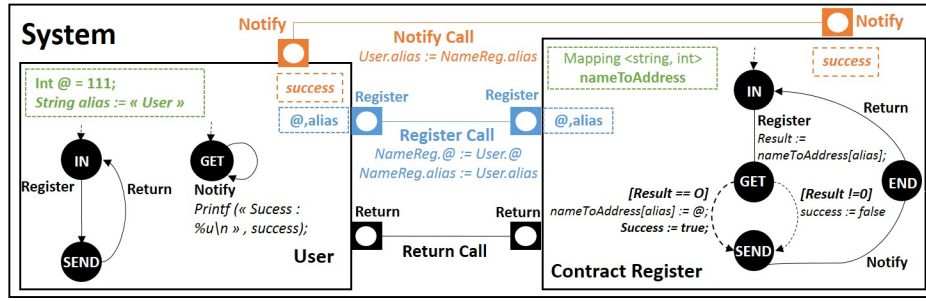 System
Notify
Notify
Notify Call
User.alias := NameReg.alias
Int @ = 111;
String alias := « User »
success
Register
@,alias
IN
Register
Return
SEND
GET
Notify
Printf (« Sucess :
%u\n » , success);
User
Register
@,alias
Register Call
NameReg.@ := User.@
NameReg.alias := User.alias
Return
Return
Return Call
Mapping <string, int>
nameToAddress
success
IN
Return
Register
Result :=
nameToAddress[alias];
GET
END
[Result == O]
nameToAddress[alias] := @;
Success := true;
[Result !=0]
success := false
SEND
Notify
Contract Register